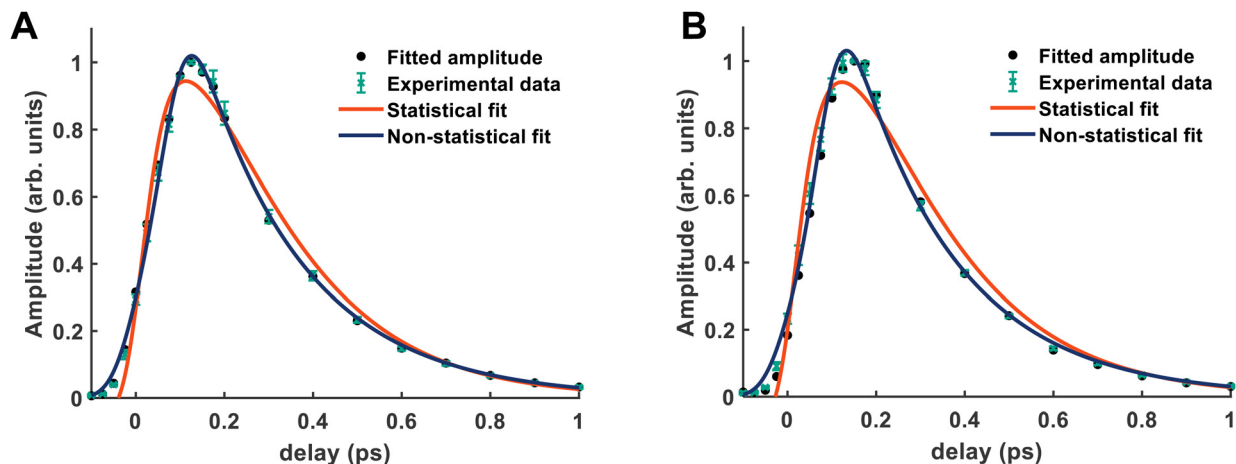 A
Fitted amplitude
Experimental data
Statistical fit
Non-statistical fit
Amplitude (arb. units)
1
0.8
0.6
0.4
0.2
0
0
0.2
0.4
0.6
0.8
1
delay (ps)
B
Fitted amplitude
Experimental data
Statistical fit
Non-statistical fit
Amplitude (arb. units)
1
0.8
0.6
0.4
0.2
0
0
0.2
0.4
0.6
0.8
1
delay (ps)